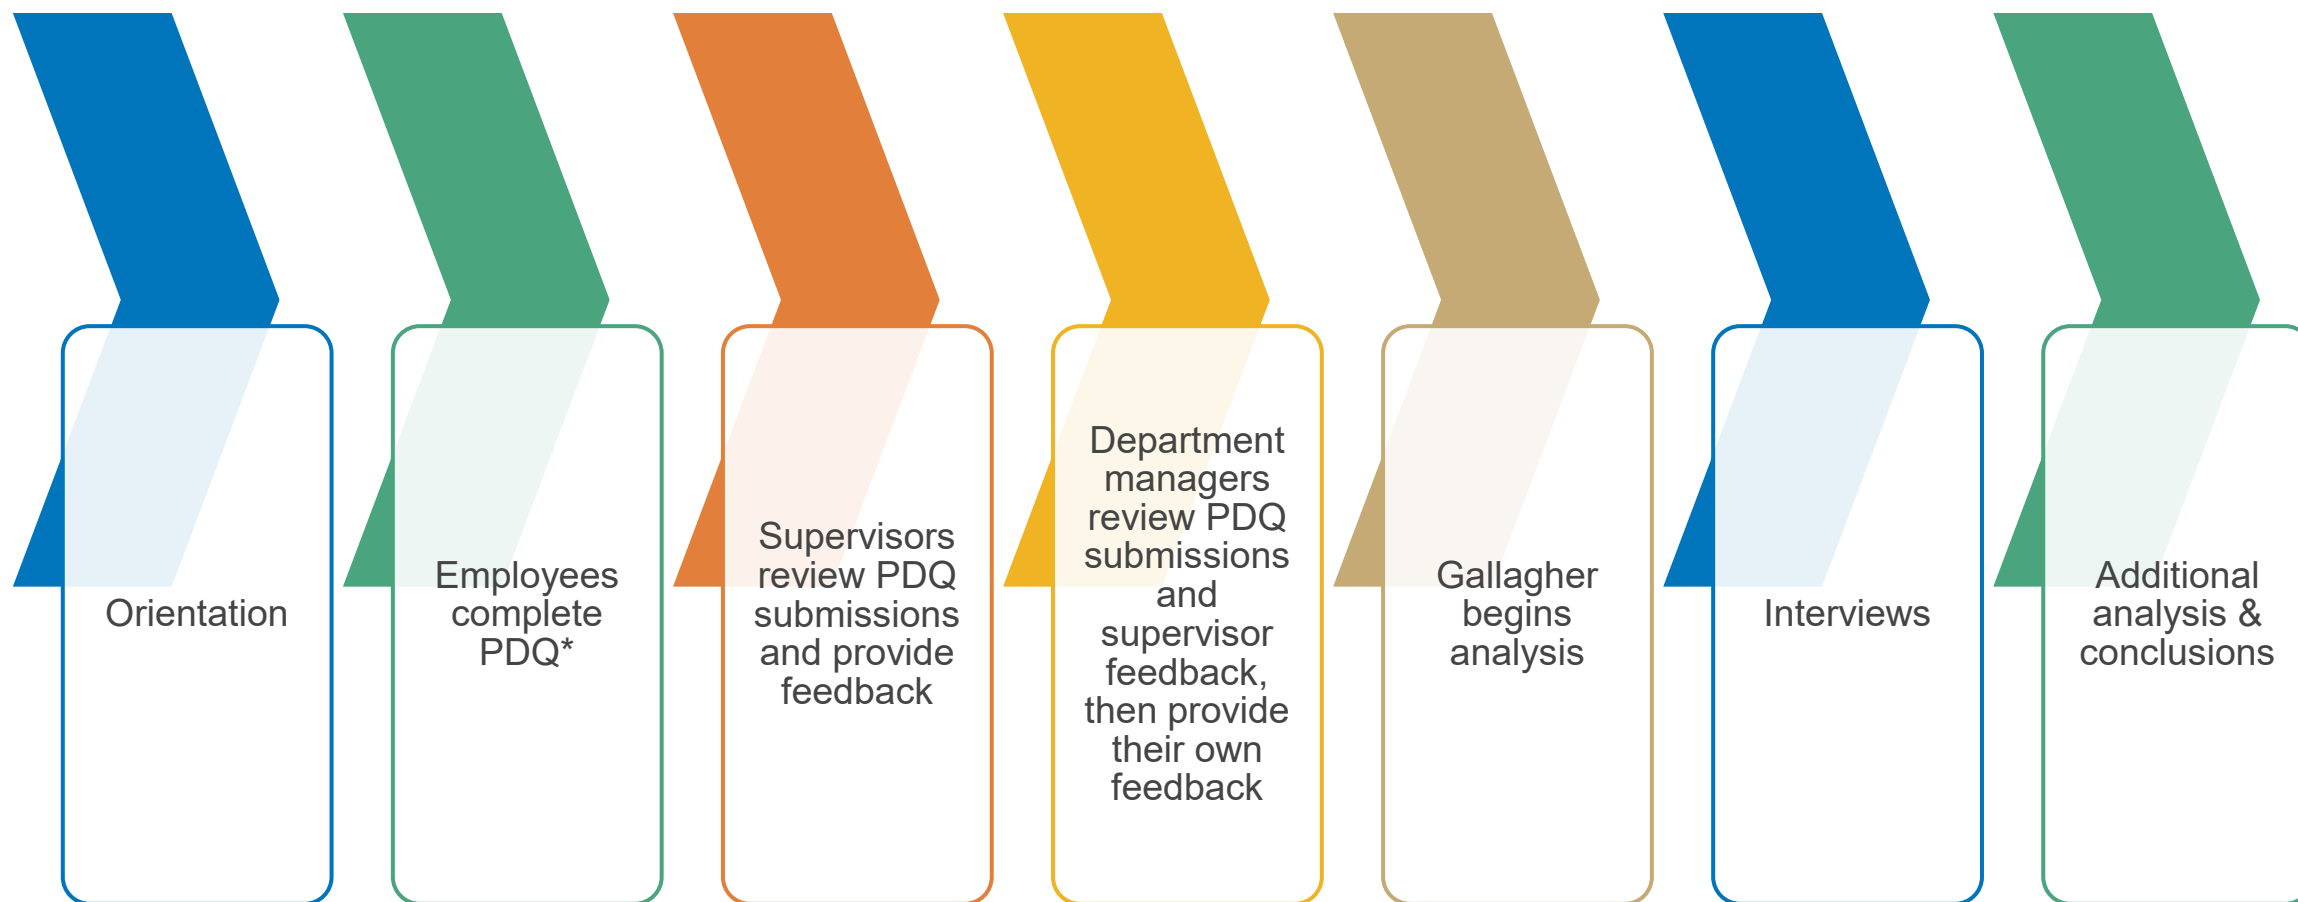 Orientation
Employees
complete
PDQ*
Supervisors
review PDQ
submissions
and provide
feedback
Department
managers
review PDQ
submissions
and
supervisor
feedback,
then provide
their own
feedback
Gallagher
begins
analysis
Interviews
Additional
analysis &
conclusions